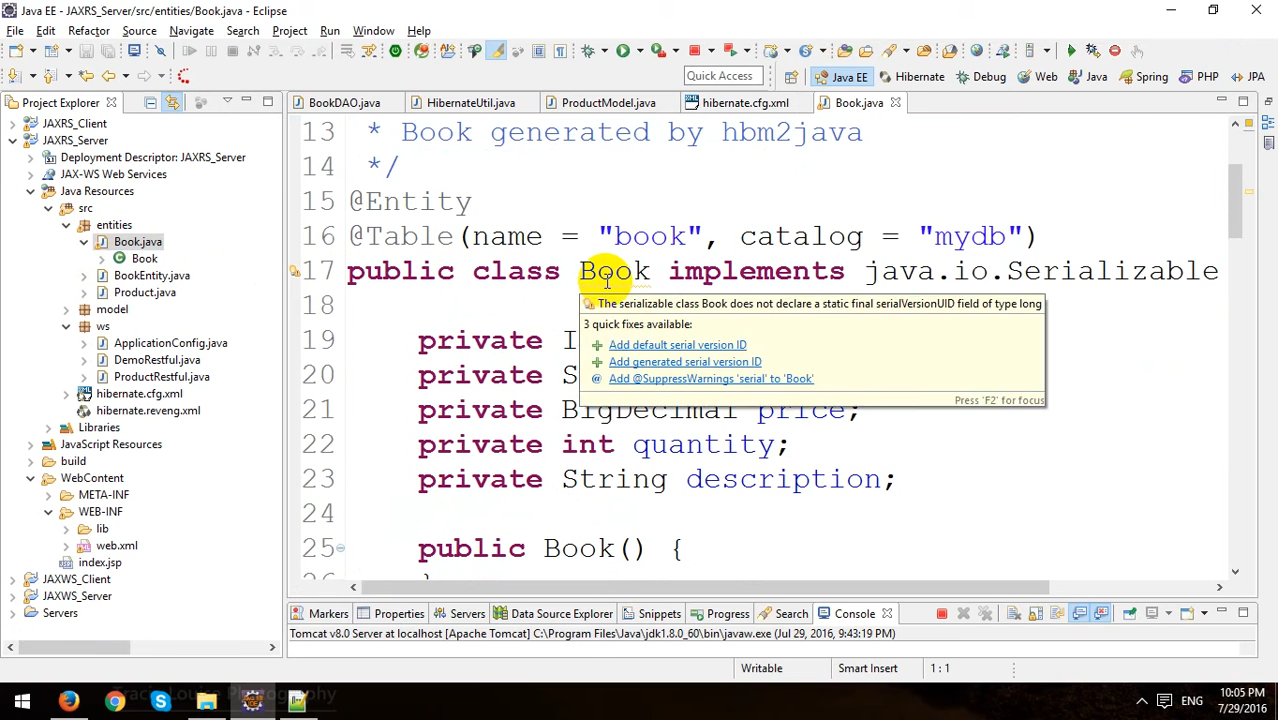 Java EE - JAXRS_Server/src/entities/Book.java - Eclipse
File Edit Refactor Source Navigate Search Project Run Window Help
Quick Access Java EE Hibernate Debug Web Java Spring PHP JPA
Project Explorer
BookDAO.java HibernateUtil.java ProductModel.java hibernate.cfg.xml Book.java
JAXRS_Client
JAXRS_Server
Deployment Descriptor: JAXRS_Server
JAX-WS Web Services
Java Resources
src
entities
Book.java
Book
BookEntity.java
Product.java
model
ws
ApplicationConfig.java
DemoRestful.java
ProductRestful.java
hibernate.cfg.xml
hibernate.reveng.xml
Libraries
JavaScript Resources
build
WebContent
META-INF
WEB-INF
lib
web.xml
index.jsp
JAXWS_Client
JAXWS_Server
Servers
13 * Book generated by hbm2java
14 */
15 @Entity
16 @Table(name = "book", catalog = "mydb")
17 public class Book implements java.io.Serializable
18
19 private I
20 private S
21 private BigDecimal price;
22 private int quantity;
23 private String description;
24
25 public Book() {
26 }
The serializable class Book does not declare a static final serialVersionUID field of type long
3 quick fixes available:
Add default serial version ID
Add generated serial version ID
@ Add @SuppressWarnings 'serial' to 'Book'
Press 'F2' for focus
Markers Properties Servers Data Source Explorer Snippets Progress Search Console
Tomcat v8.0 Server at localhost [Apache Tomcat] C:\Program Files\Java\jdk1.8.0_60\bin\javaw.exe (Jul 29, 2016, 9:43:19 PM)
Writable Smart Insert 1 : 1
ENG
10:05 PM
7/29/2016